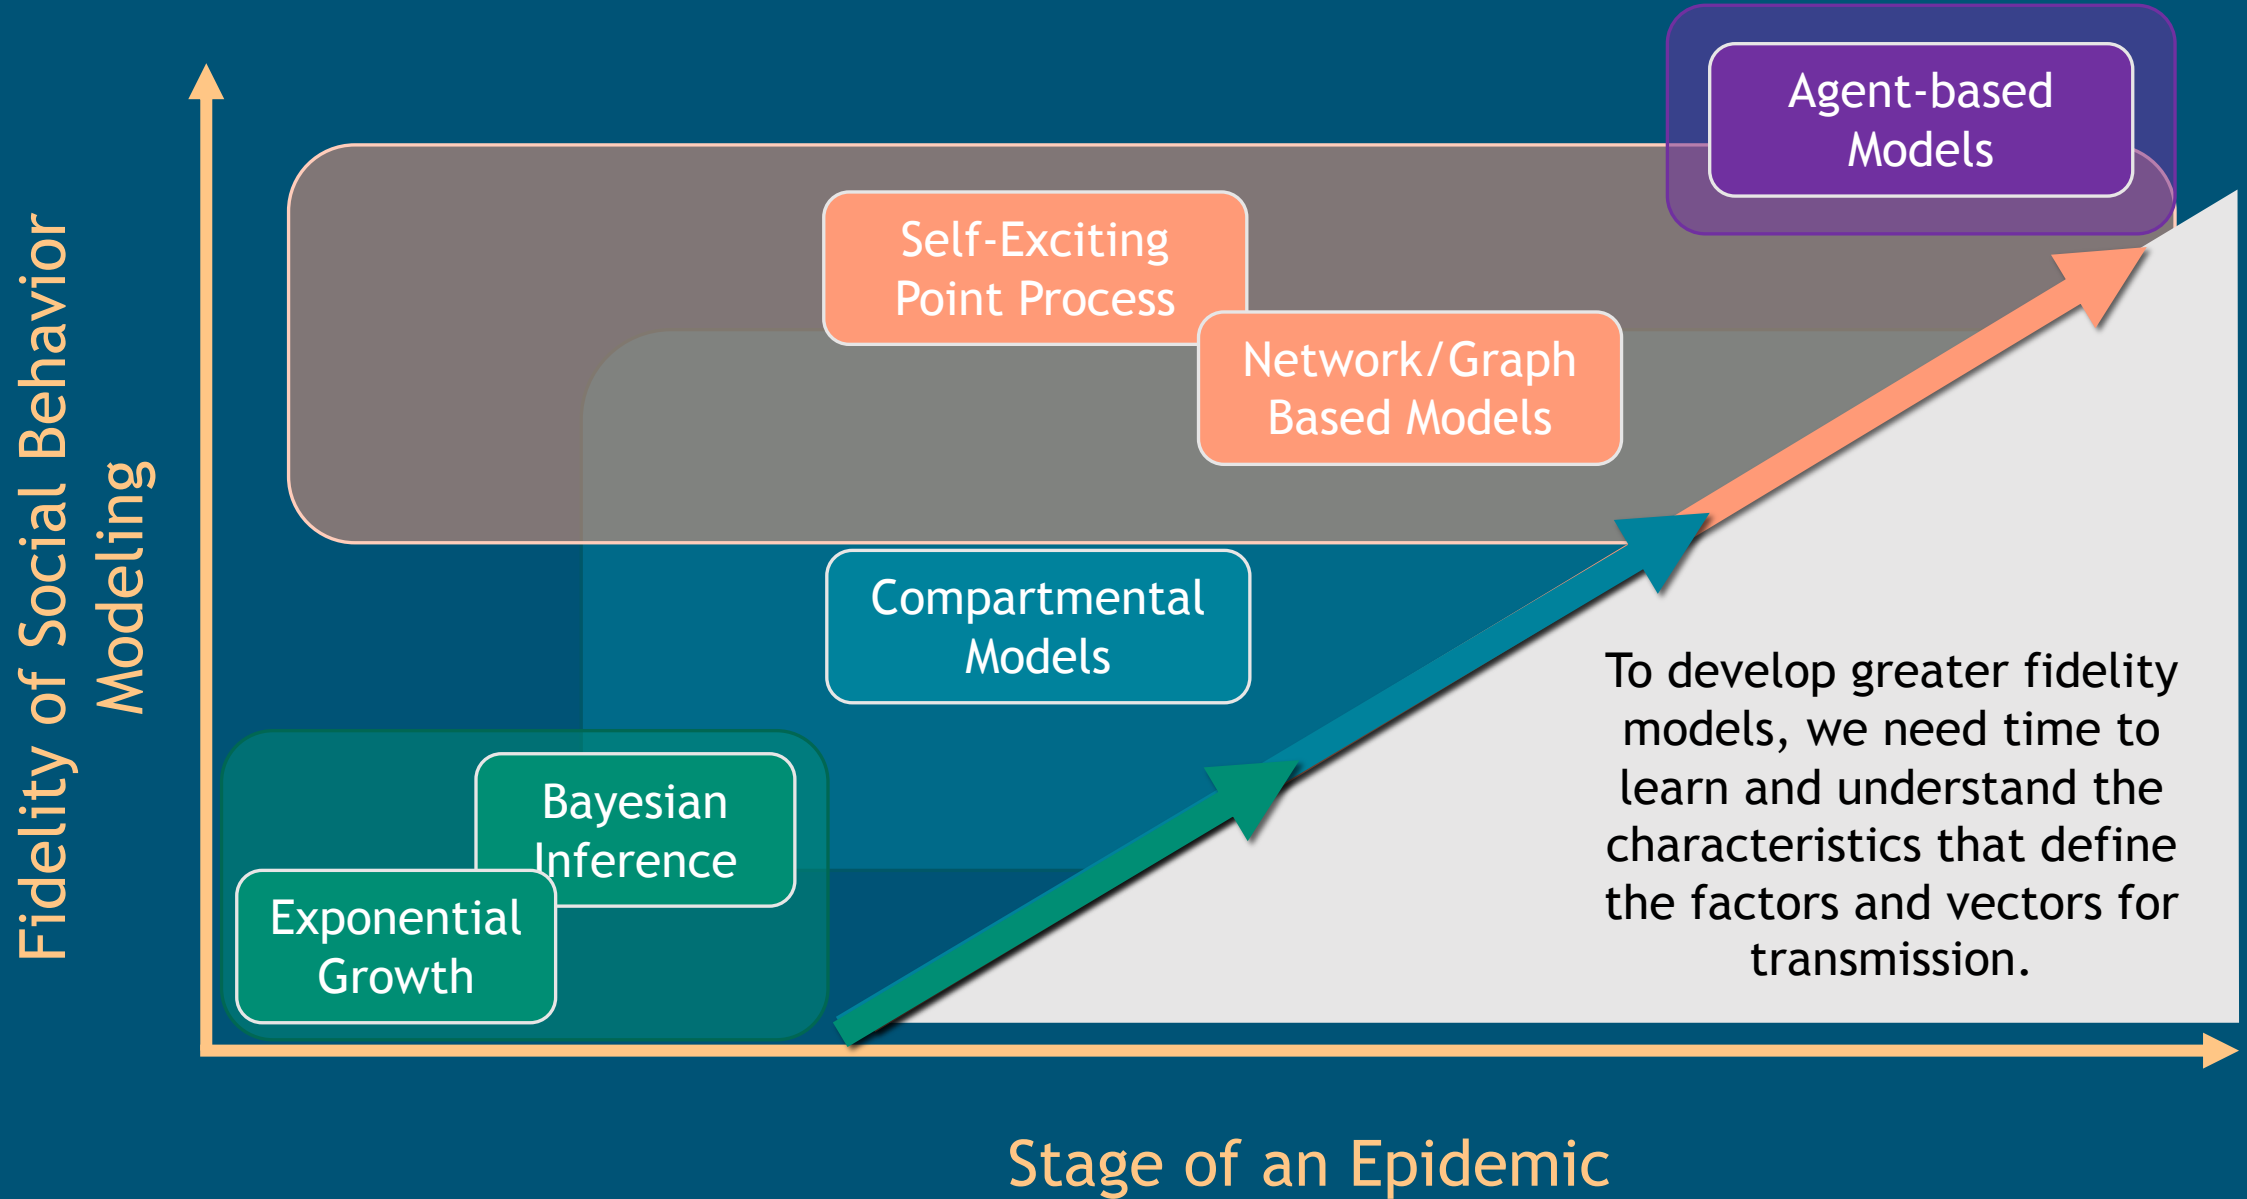 Fidelity of Social Behavior
Modeling
Agent-based
Models
Self-Exciting
Point Process
Network/Graph
Based Models
Compartmental
Models
Bayesian
Inference
Exponential
Growth
To develop greater fidelity
models, we need time to
learn and understand the
characteristics that define
the factors and vectors for
transmission.
Stage of an Epidemic